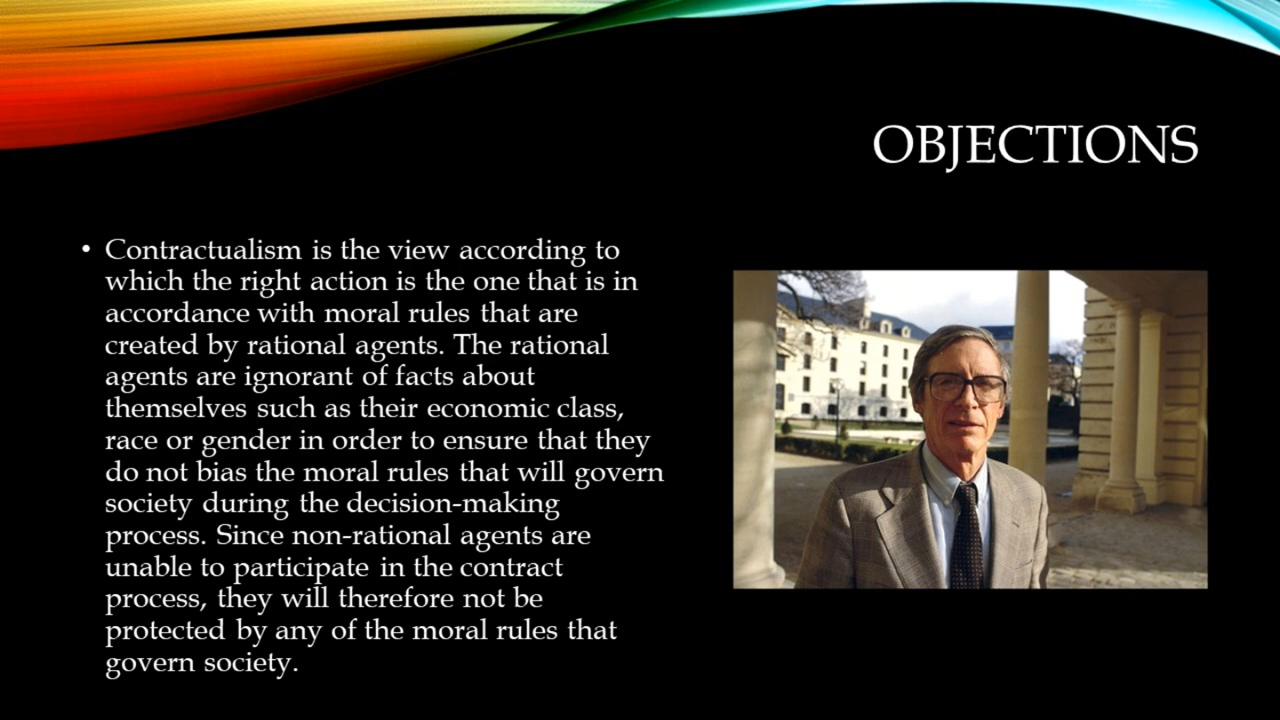 OBJECTIONS
• Contractualism is the view according to
which the right action is the one that is in
accordance with moral rules that are
created by rational agents. The rational
agents are ignorant of facts about
themselves such as their economic class,
race or gender in order to ensure that they
do not bias the moral rules that will govern
society during the decision-making
process. Since non-rational agents are
unable to participate in the contract
process, they will therefore not be
protected by any of the moral rules that
govern society.